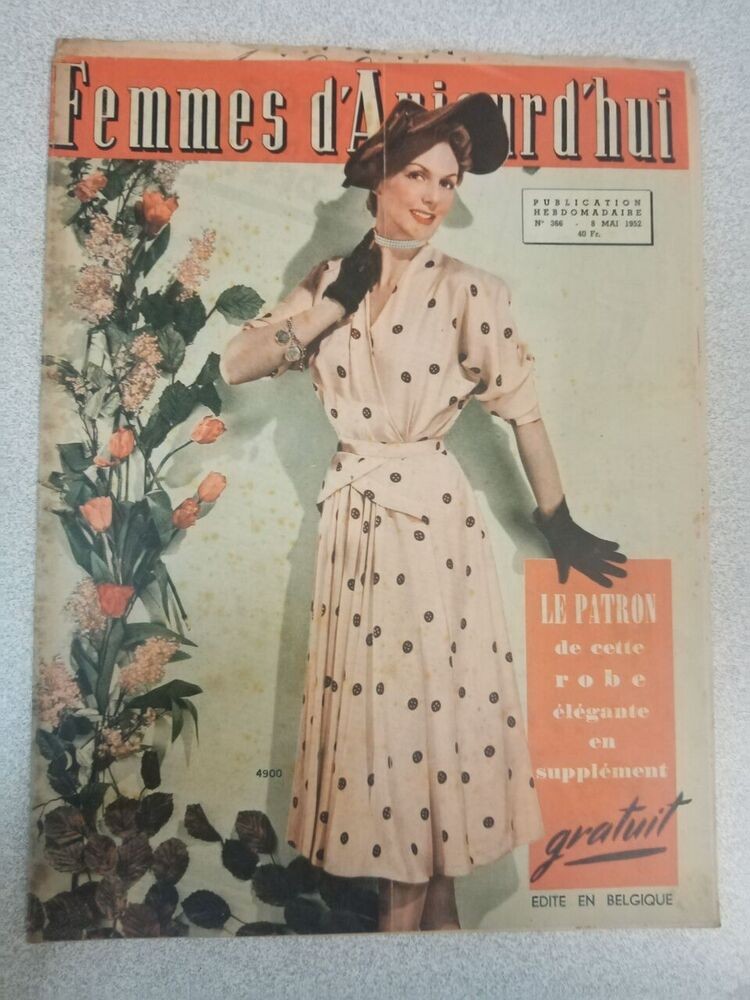 Femmes d'Aujourd'hui
PUBLICATION
HEBDOMADAIRE
N° 366 - 8 MAI 1952
40 Fr.
LE PATRON
de cette
robe
élégante
en
supplément
gratuit
4900
EDITE EN BELGIQUE